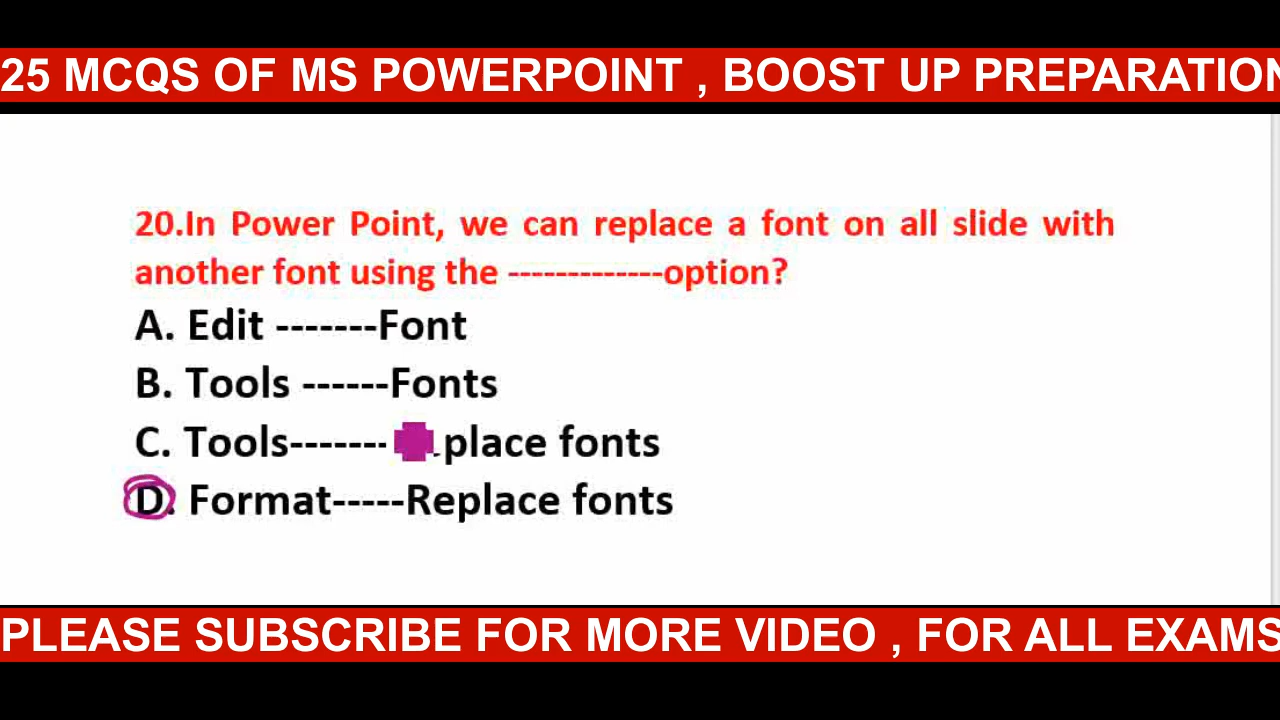 25 MCQS OF MS POWERPOINT , BOOST UP PREPARATION
20.In Power Point, we can replace a font on all slide with
another font using the -------------option?
A. Edit -------Font
B. Tools ------Fonts
C. Tools------- place fonts
D. Format-----Replace fonts
PLEASE SUBSCRIBE FOR MORE VIDEO , FOR ALL EXAMS